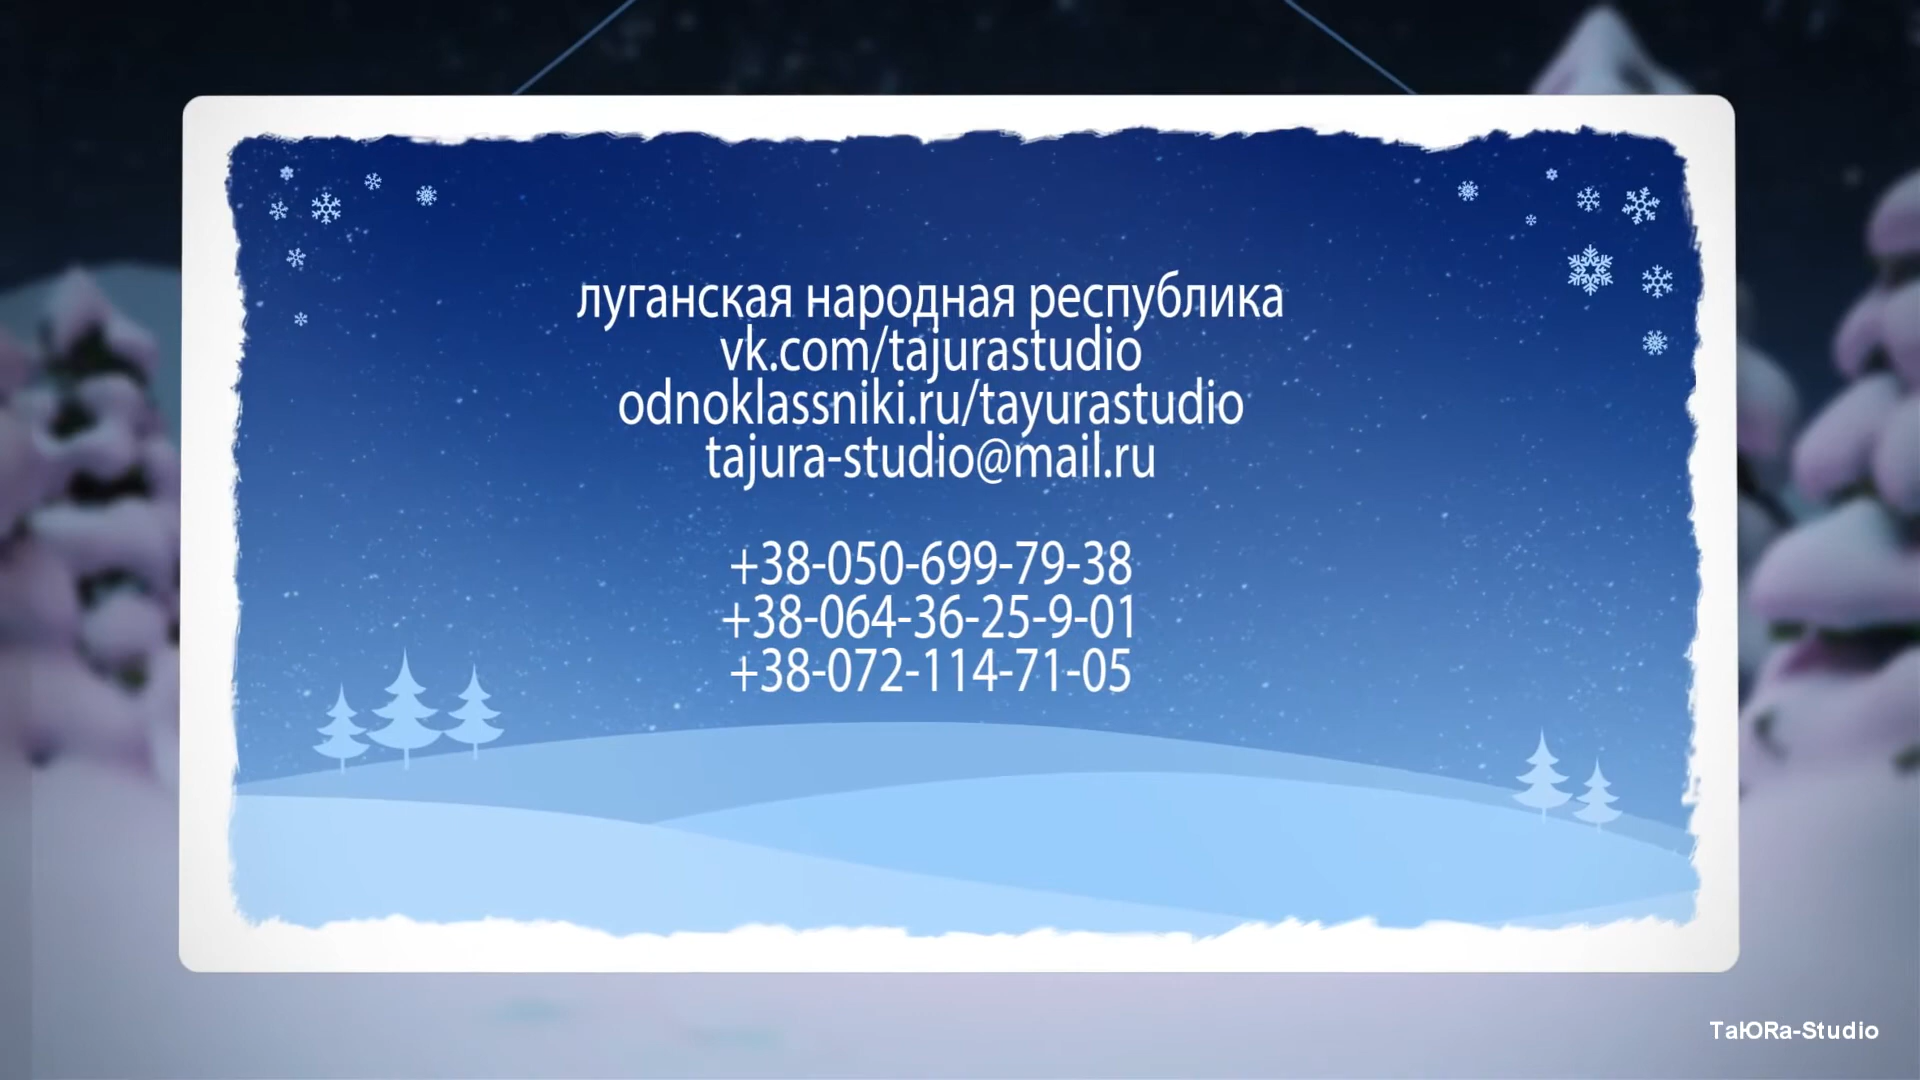 луганская народная республика
vk.com/tajurastudio
odnoklassniki.ru/tayurastudio
tajura-studio@mail.ru
+38-050-699-79-38
+38-064-36-25-9-01
+38-072-114-71-05
ТаЮRa-Studio